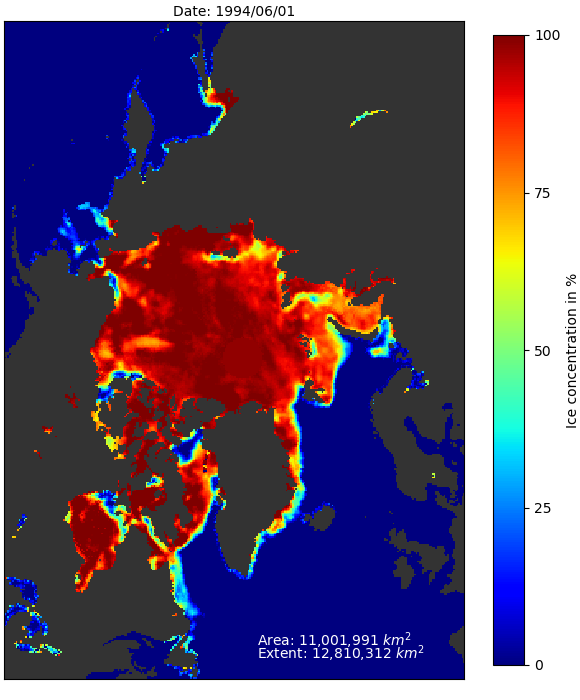 Date: 1994/06/01
100
75
50
25
0
Ice concentration in %
Area: 11,001,991 km²
Extent: 12,810,312 km²